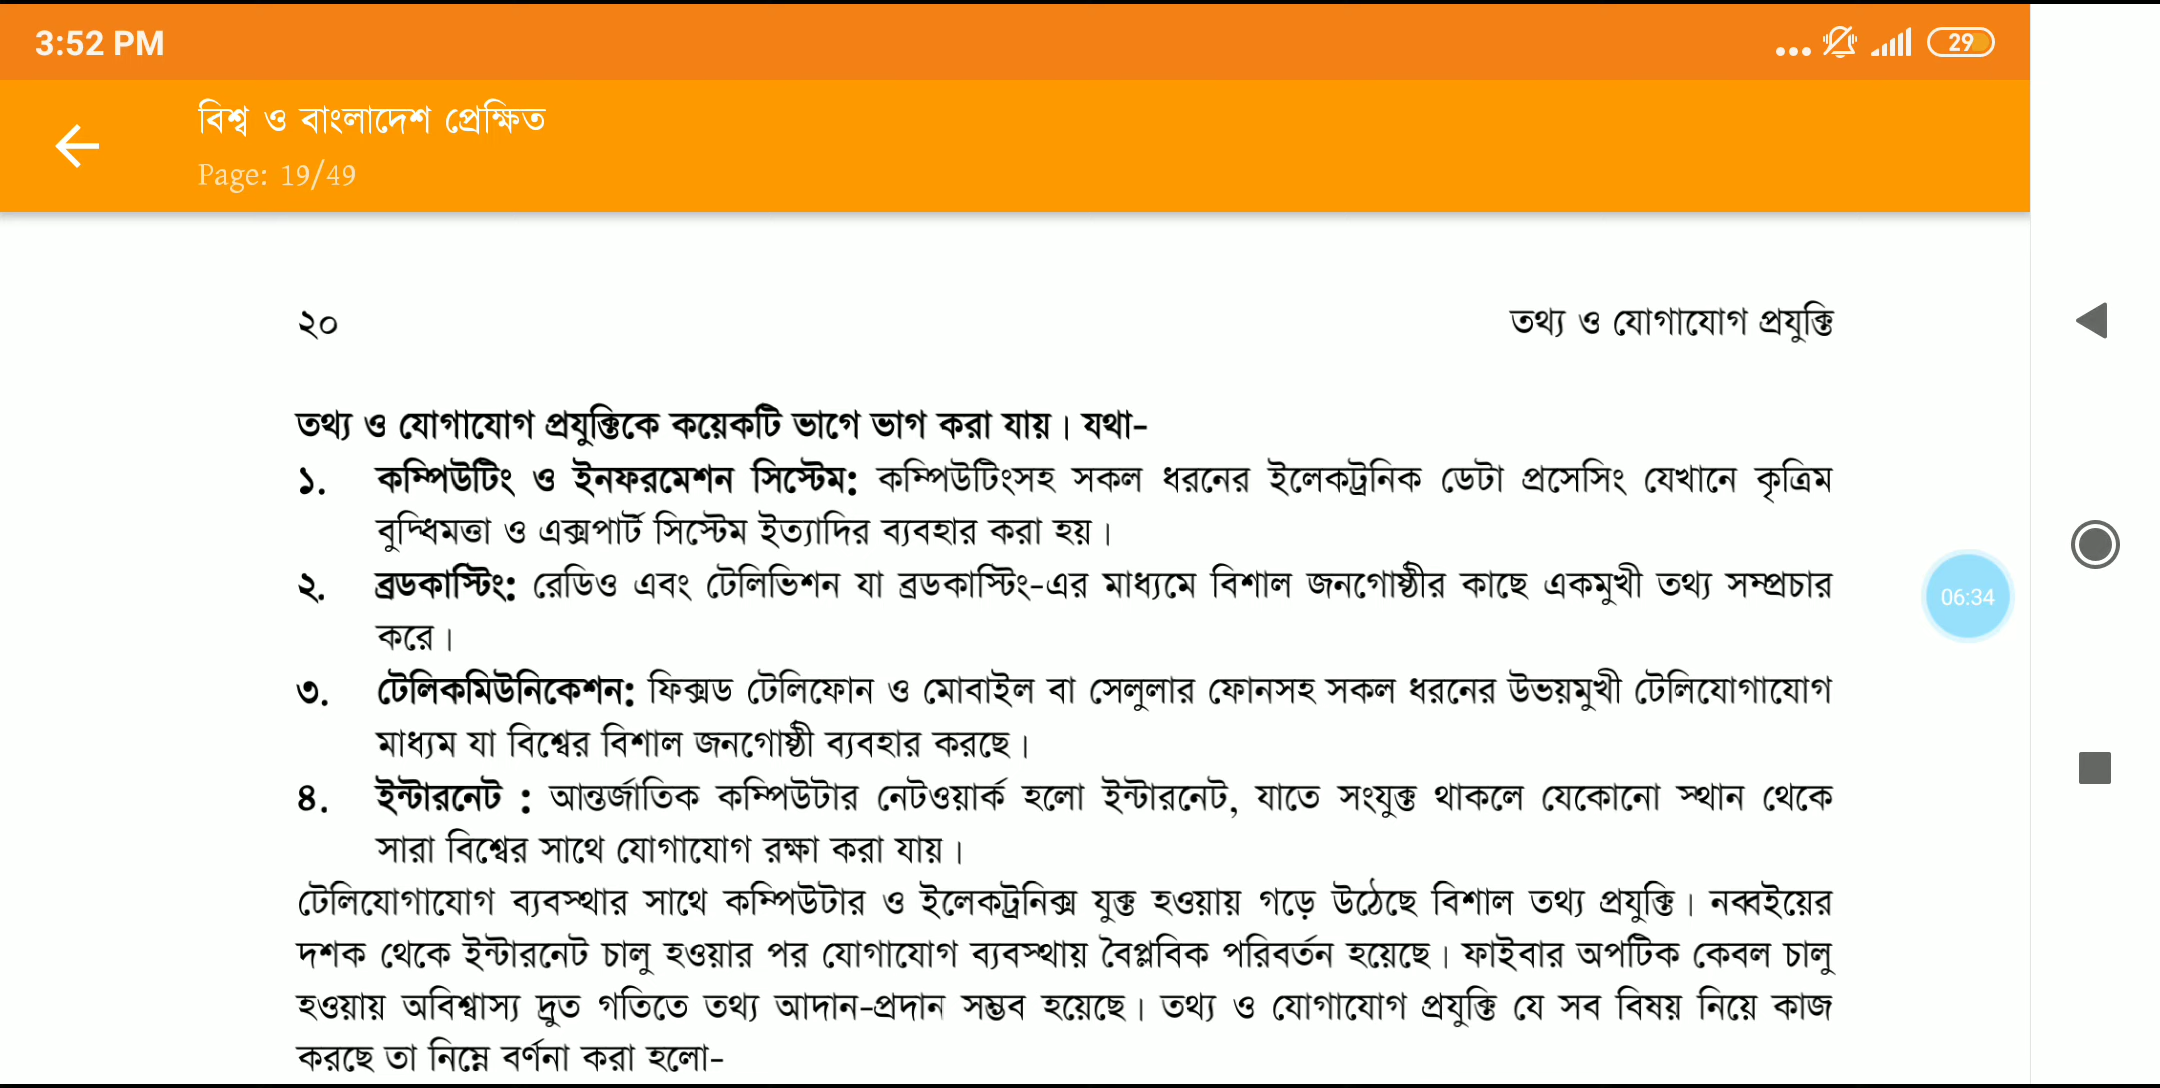 3:52 PM
29
বিশ্ব ও বাংলাদেশ প্রেক্ষিত
Page: 19/49
২০
তথ্য ও যোগাযোগ প্রযুক্তি
তথ্য ও যোগাযোগ প্রযুক্তিকে কয়েকটি ভাগে ভাগ করা যায়। যথা-
১. কম্পিউটিং ও ইনফরমেশন সিস্টেম: কম্পিউটিংসহ সকল ধরনের ইলেকট্রনিক ডেটা প্রসেসিং যেখানে কৃত্রিম
বুদ্ধিমত্তা ও এক্সপার্ট সিস্টেম ইত্যাদির ব্যবহার করা হয়।
২. ব্রডকাস্টিং: রেডিও এবং টেলিভিশন যা ব্রডকাস্টিং-এর মাধ্যমে বিশাল জনগোষ্ঠীর কাছে একমুখী তথ্য সম্প্রচার
করে।
৩. টেলিকমিউনিকেশন: ফিক্সড টেলিফোন ও মোবাইল বা সেলুলার ফোনসহ সকল ধরনের উভয়মুখী টেলিযোগাযোগ
মাধ্যম যা বিশ্বের বিশাল জনগোষ্ঠী ব্যবহার করছে।
৪. ইন্টারনেট : আন্তর্জাতিক কম্পিউটার নেটওয়ার্ক হলো ইন্টারনেট, যাতে সংযুক্ত থাকলে যেকোনো স্থান থেকে
সারা বিশ্বের সাথে যোগাযোগ রক্ষা করা যায়।
টেলিযোগাযোগ ব্যবস্থার সাথে কম্পিউটার ও ইলেকট্রনিক্স যুক্ত হওয়ায় গড়ে উঠেছে বিশাল তথ্য প্রযুক্তি। নব্বইয়ের
দশক থেকে ইন্টারনেট চালু হওয়ার পর যোগাযোগ ব্যবস্থায় বৈপ্লবিক পরিবর্তন হয়েছে। ফাইবার অপটিক কেবল চালু
হওয়ায় অবিশ্বাস্য দ্রুত গতিতে তথ্য আদান-প্রদান সম্ভব হয়েছে। তথ্য ও যোগাযোগ প্রযুক্তি যে সব বিষয় নিয়ে কাজ
করছে তা নিম্নে বর্ণনা করা হলো-
06:34